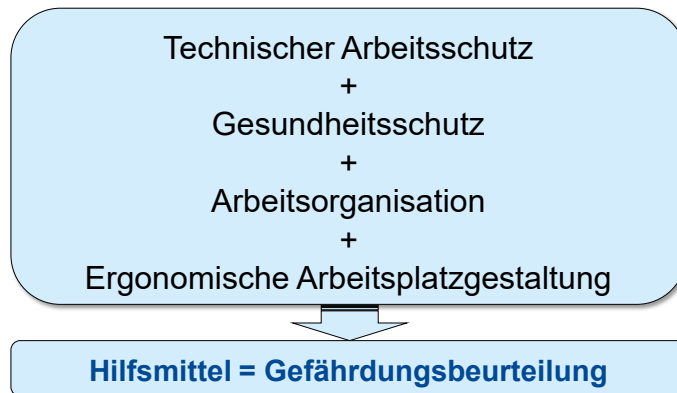 Technischer Arbeitsschutz
+
Gesundheitsschutz
+
Arbeitsorganisation
+
Ergonomische Arbeitsplatzgestaltung
Hilfsmittel = Gefährdungsbeurteilung